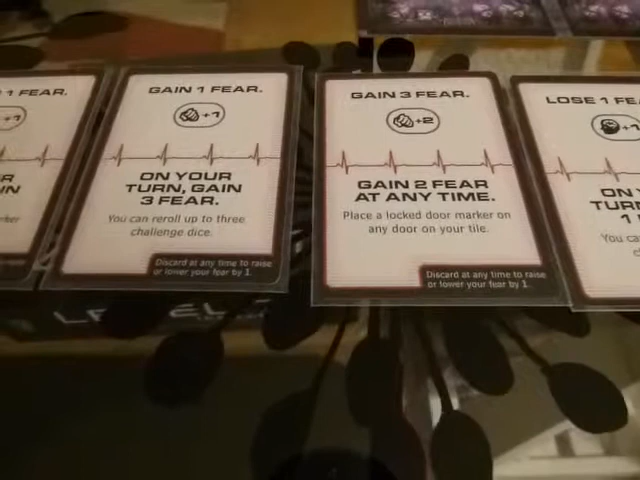 1 FEAR.
+1
GAIN 1 FEAR.
+1
ON YOUR
TURN, GAIN
3 FEAR.
You can reroll up to three
challenge dice.
Discard at any time to raise
or lower your fear by 1.
GAIN 3 FEAR.
+2
GAIN 2 FEAR
AT ANY TIME.
Place a locked door marker on
any door on your tile.
Discard at any time to raise
or lower your fear by 1.
LOSE 1 FEA
+1
ON
TURN
1
You ca